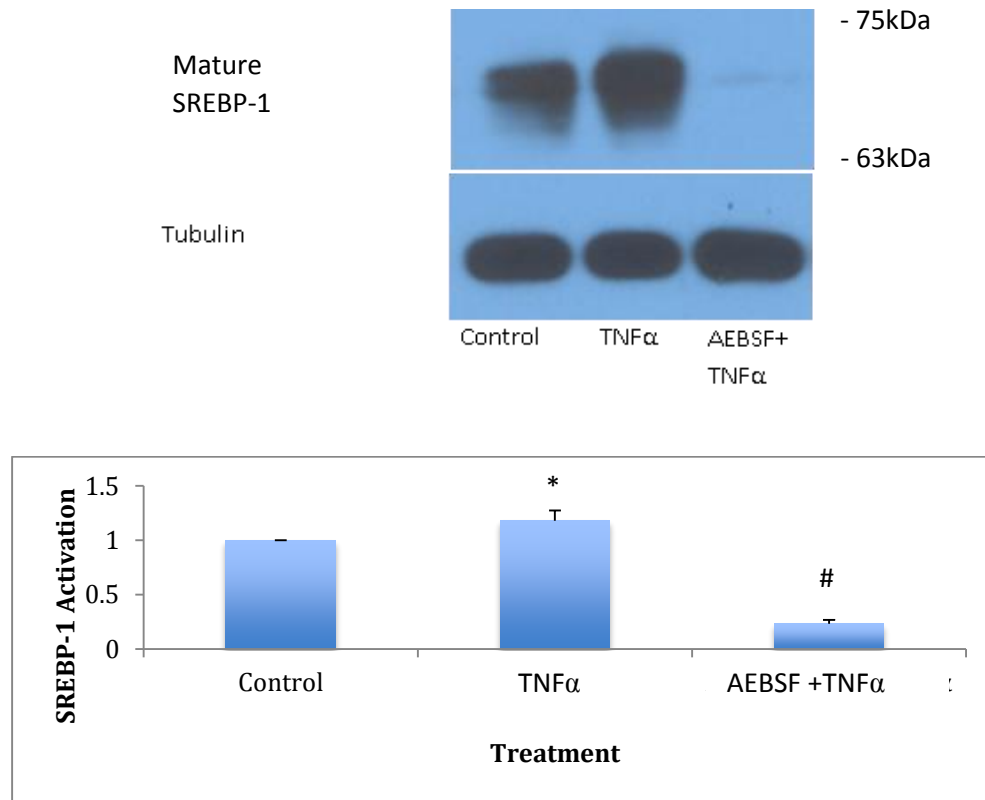 - 75kDa
Mature
SREBP-1
- 63kDa
Tubulin
Control TNFα AEBSF+
TNFα
SREBP-1 Activation
1.5
1
0.5
0
*
#
Control TNFα AEBSF +TNFα
Treatment